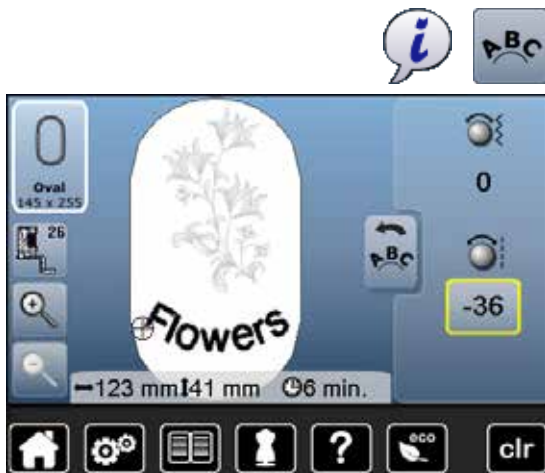 i
ABC
Oval
145 x 255
0
26
ABC
-36
Flowers
123 mm 41 mm 6 min.
?
eco
clr